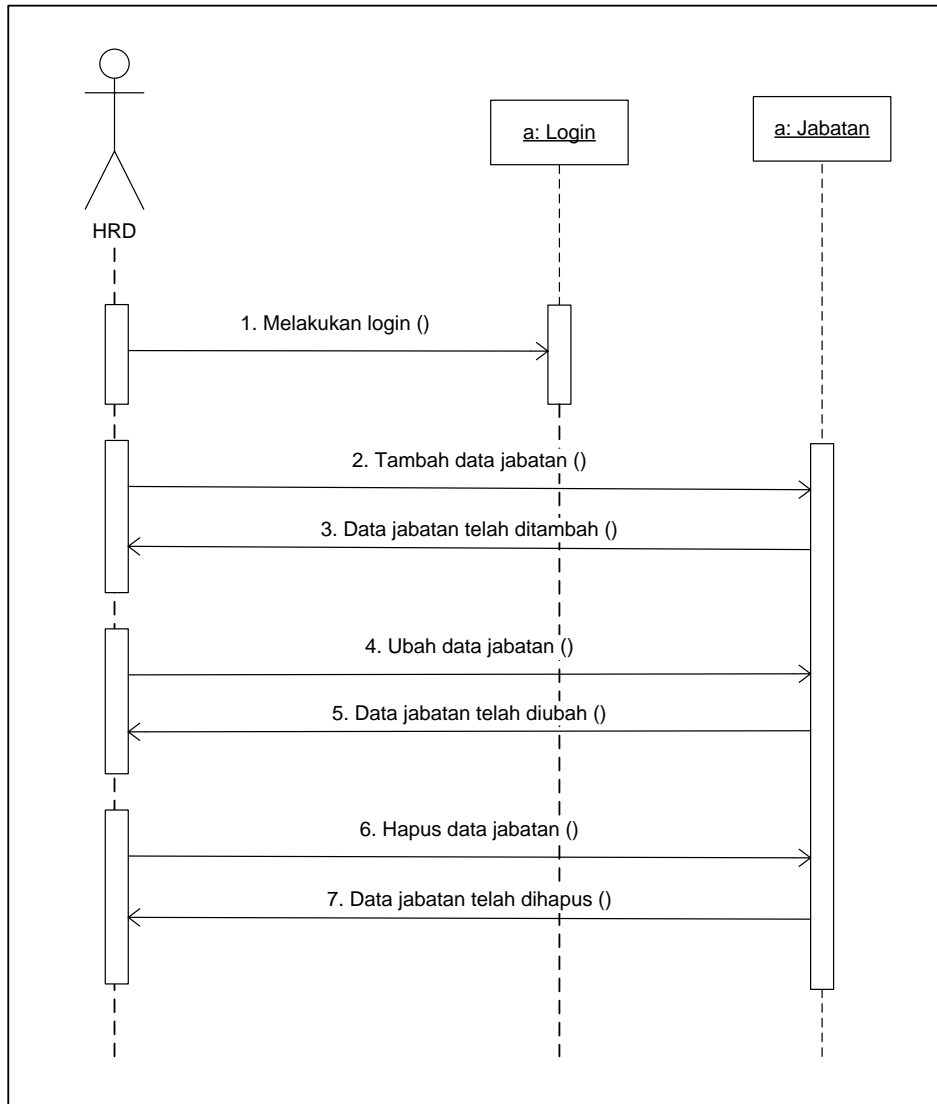 a: Login
a: Jabatan
HRD
1. Melakukan login ()
2. Tambah data jabatan ()
3. Data jabatan telah ditambah ()
4. Ubah data jabatan ()
5. Data jabatan telah diubah ()
6. Hapus data jabatan ()
7. Data jabatan telah dihapus ()